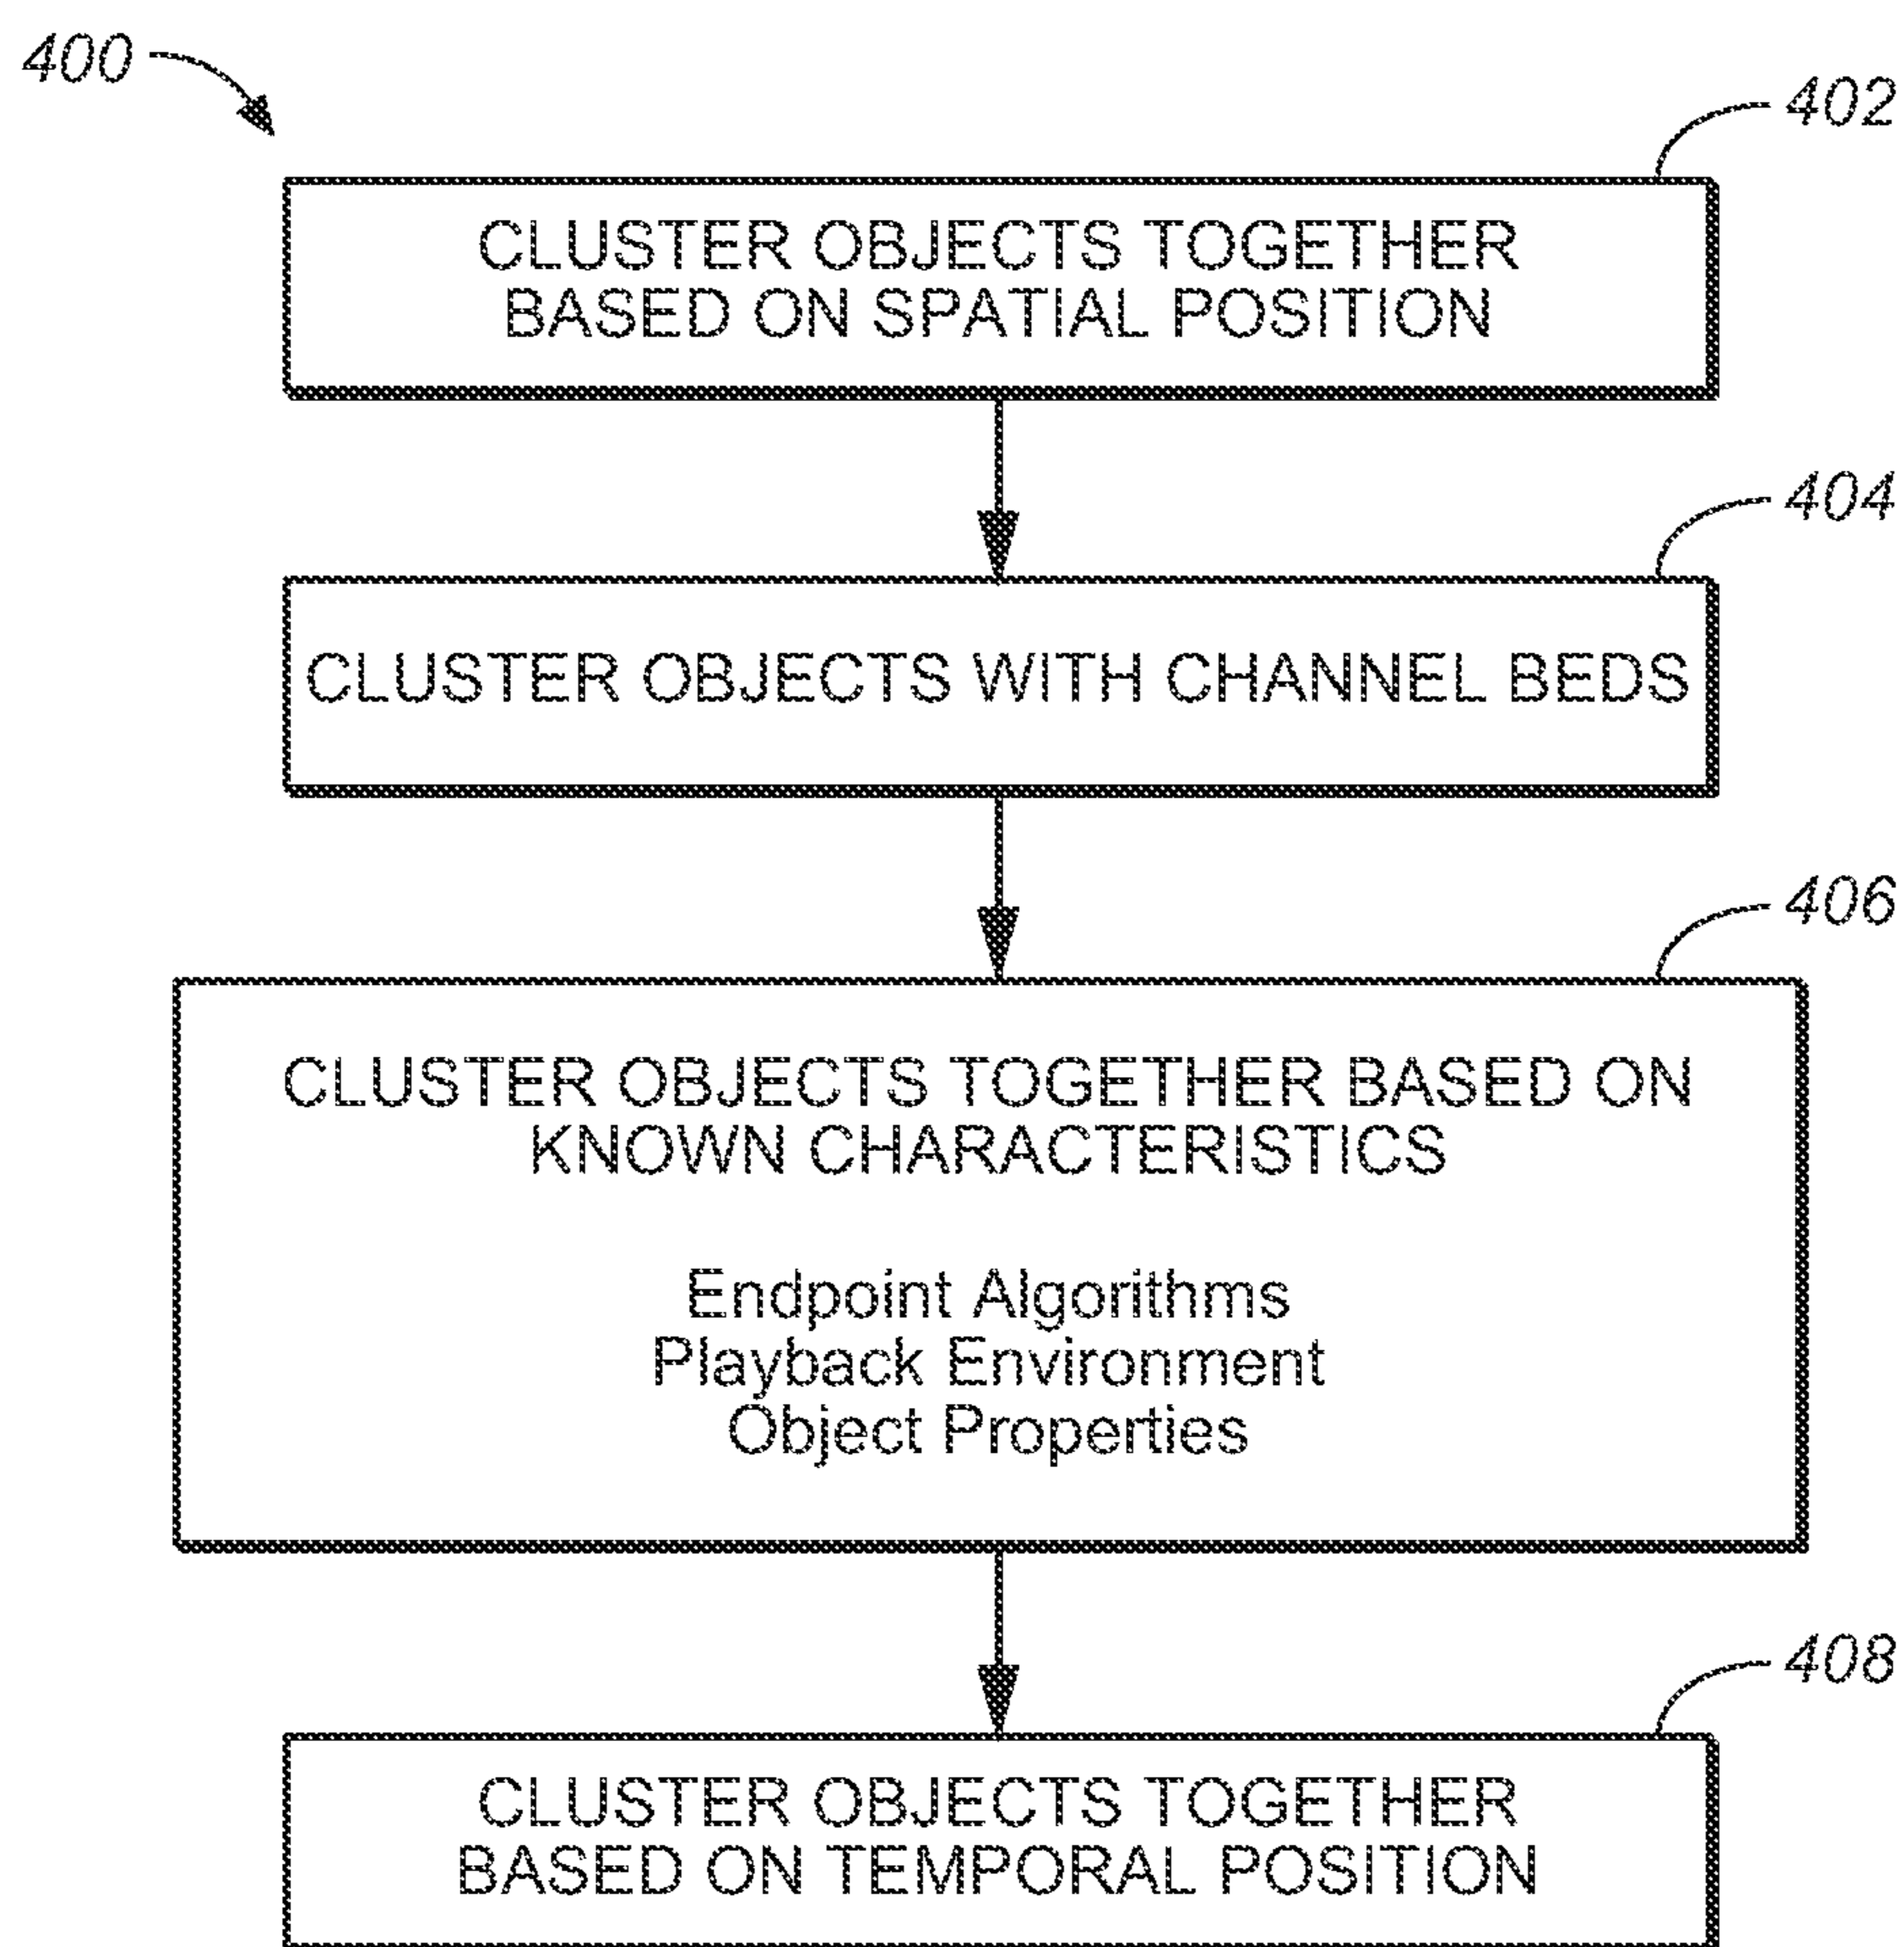 400
402
CLUSTER OBJECTS TOGETHER
BASED ON SPATIAL POSITION
404
CLUSTER OBJECTS WITH CHANNEL BEDS
406
CLUSTER OBJECTS TOGETHER BASED ON
KNOWN CHARACTERISTICS
Endpoint Algorithms
Playback Environment
Object Properties
408
CLUSTER OBJECTS TOGETHER
BASED ON TEMPORAL POSITION